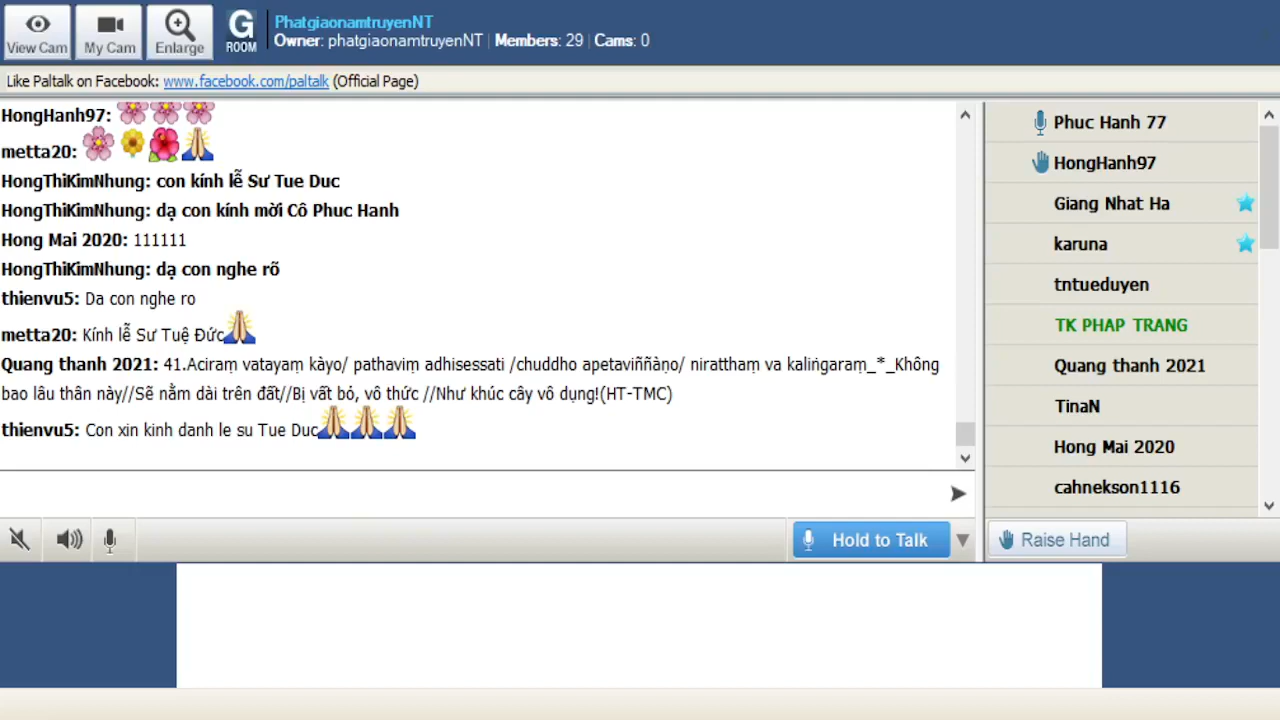 View Cam
My Cam
Enlarge
G
ROOM
PhatgiaonamtruyenNT
Owner: phatgiaonamtruyenNT | Members: 29 | Cams: 0
Like Paltalk on Facebook: www.facebook.com/paltalk (Official Page)
HongHanh97:
metta20:
HongThiKimNhung: con kính lễ Sư Tue Duc
HongThiKimNhung: dạ con kính mời Cô Phuc Hanh
Hong Mai 2020: 111111
HongThiKimNhung: dạ con nghe rõ
thienvu5: Da con nghe ro
metta20: Kính lễ Sư Tuệ Đức
Quang thanh 2021: 41.Aciraṃ vatayaṃ kàyo/ pathaviṃ adhisessati /chuddho apetaviññàṇo/ niratthaṃ va kaliṅgaraṃ_*_Không
bao lâu thân này//Sẽ nằm dài trên đất//Bị vất bỏ, vô thức //Như khúc cây vô dụng!(HT-TMC)
thienvu5: Con xin kinh danh le su Tue Duc
Phuc Hanh 77
HongHanh97
Giang Nhat Ha
karuna
tntueduyen
TK PHAP TRANG
Quang thanh 2021
TinaN
Hong Mai 2020
cahnekson1116
Hold to Talk
Raise Hand